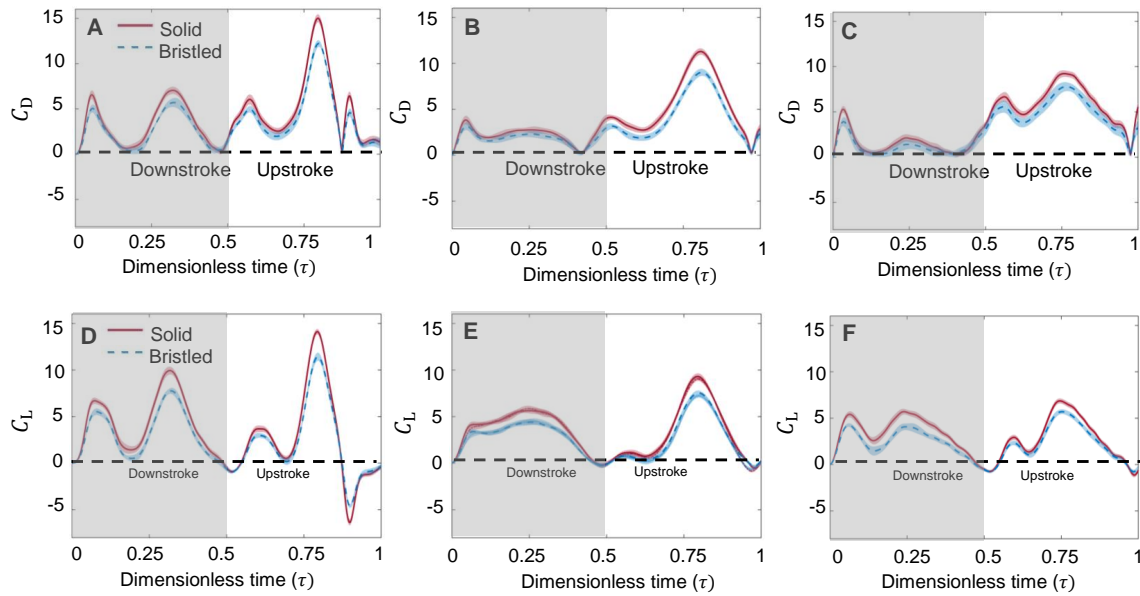 A
Solid
Bristled
15
10
5
0
-5
C_D
Downstroke
Upstroke
0
0.25
0.5
0.75
1
Dimensionless time (τ)
B
15
10
5
0
-5
C_D
Downstroke
Upstroke
0
0.25
0.5
0.75
1
Dimensionless time (τ)
C
15
10
5
0
-5
C_D
Downstroke
Upstroke
0
0.25
0.5
0.75
1
Dimensionless time (τ)
D
Solid
Bristled
15
10
5
0
-5
C_L
Downstroke
Upstroke
0
0.25
0.5
0.75
1
Dimensionless time (τ)
E
15
10
5
0
-5
C_L
Downstroke
Upstroke
0
0.25
0.5
0.75
1
Dimensionless time (τ)
F
15
10
5
0
-5
C_L
Downstroke
Upstroke
0
0.25
0.5
0.75
1
Dimensionless time (τ)